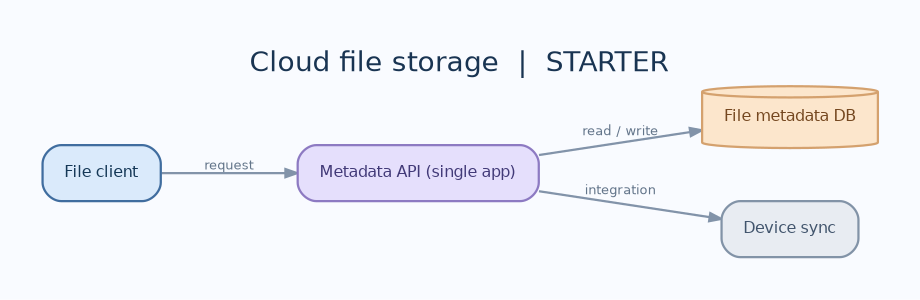 Cloud file storage | STARTER
File metadata DB
read / write
request
File client
Metadata API (single app)
integration
Device sync